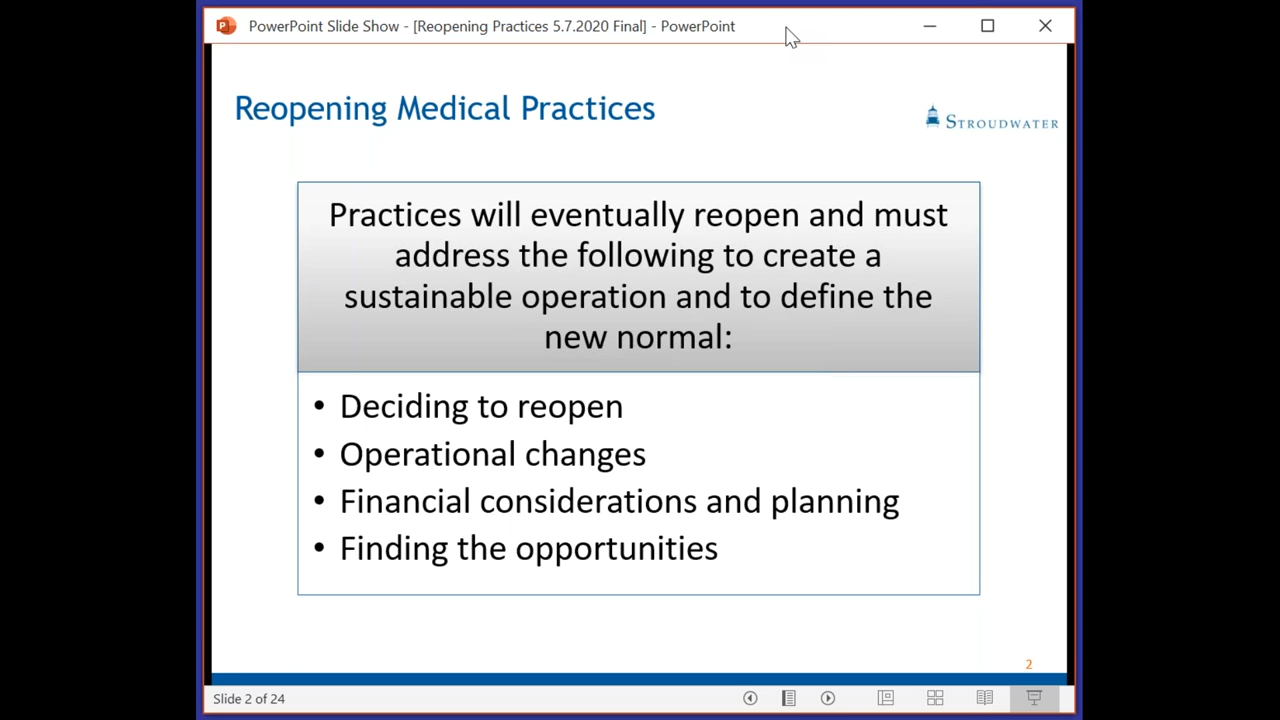 PowerPoint Slide Show - [Reopening Practices 5.7.2020 Final] - PowerPoint
Reopening Medical Practices
STROUDWATER
Practices will eventually reopen and must
address the following to create a
sustainable operation and to define the
new normal:
• Deciding to reopen
• Operational changes
• Financial considerations and planning
• Finding the opportunities
2
Slide 2 of 24